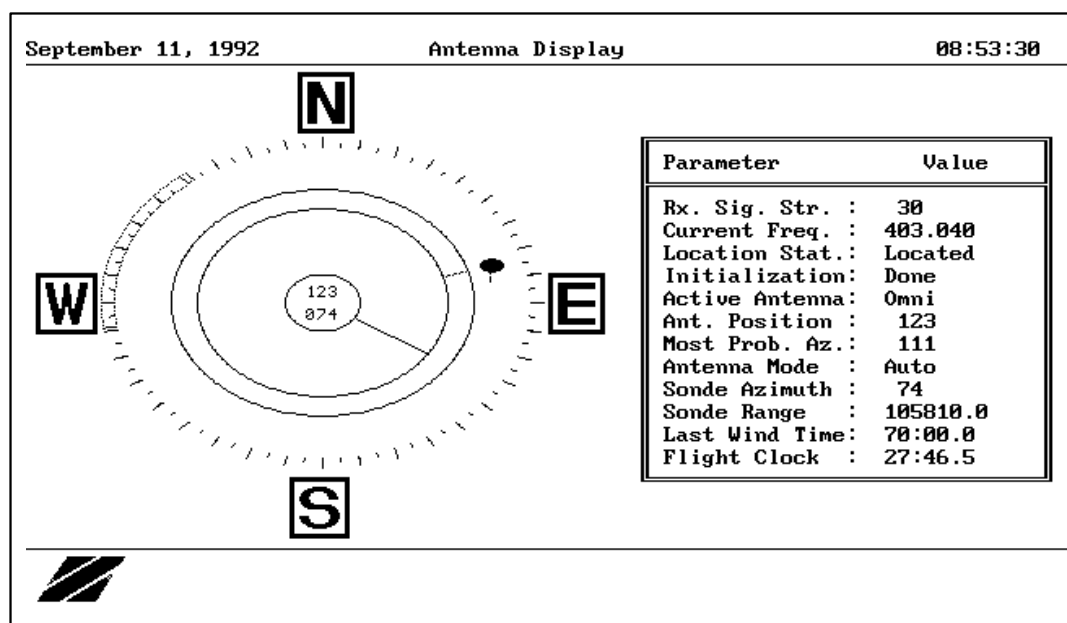 September 11, 1992 Antenna Display 08:53:30
N
W
123
074
E
S
Parameter Value
Rx. Sig. Str. : 30
Current Freq. : 403.040
Location Stat.: Located
Initialization: Done
Active Antenna: Omni
Ant. Position : 123
Most Prob. Az.: 111
Antenna Mode : Auto
Sonde Azimuth : 74
Sonde Range : 105810.0
Last Wind Time: 70:00.0
Flight Clock : 27:46.5